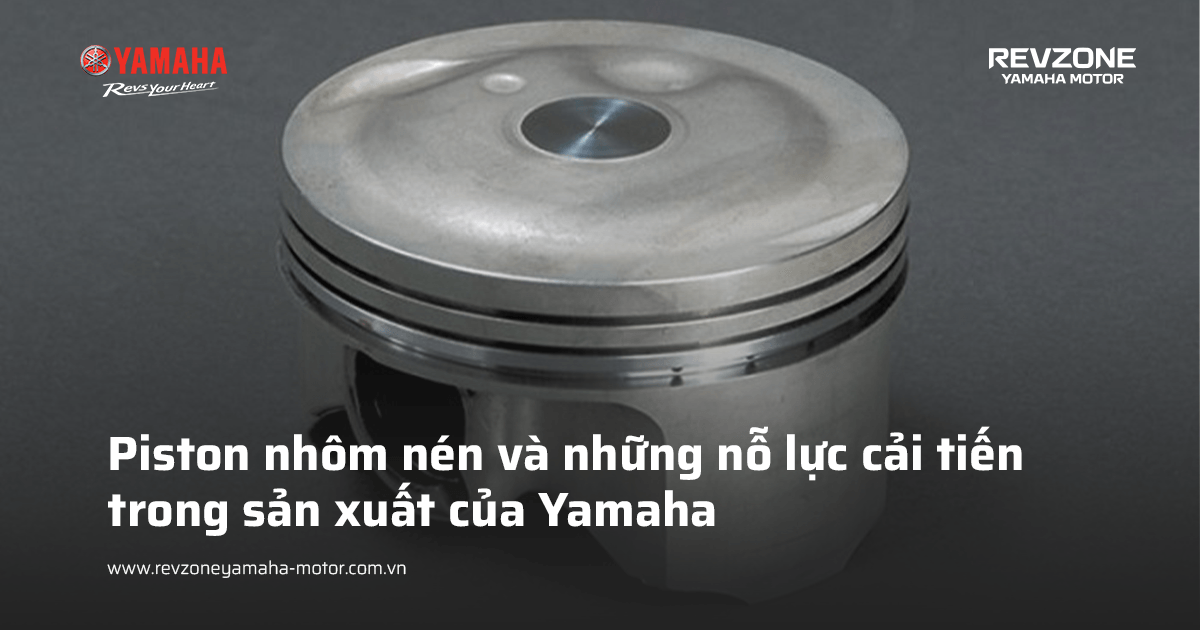 YAMAHA
Revs Your Heart
REVZONE
YAMAHA MOTOR
Piston nhôm nén và những nỗ lực cải tiến
trong sản xuất của Yamaha
www.revzoneyamaha-motor.com.vn